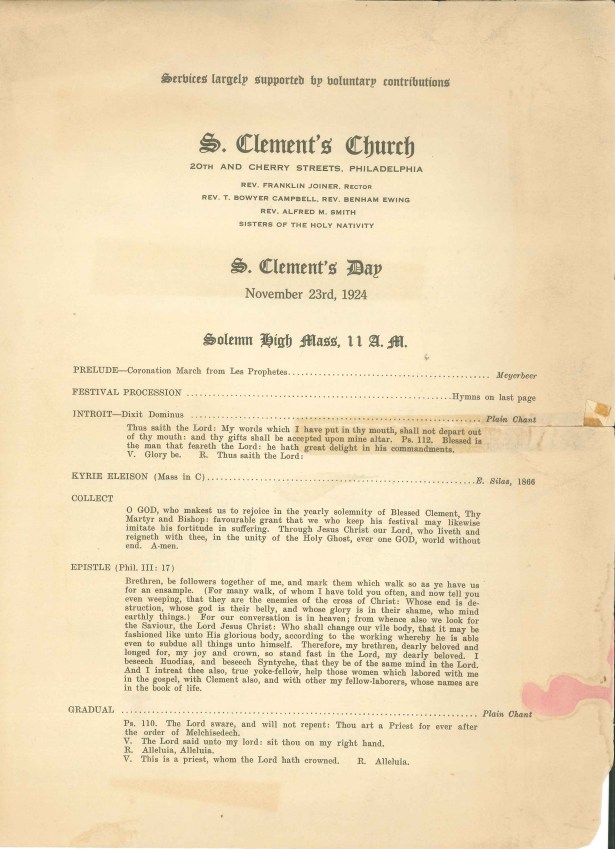 Services largely supported by voluntary contributions
S. Clement's Church
20TH AND CHERRY STREETS, PHILADELPHIA
REV. FRANKLIN JOINER, RECTOR
REV. T. BOWYER CAMPBELL, REV. BENHAM EWING
REV. ALFRED M. SMITH
SISTERS OF THE HOLY NATIVITY
S. Clement's Day
November 23rd, 1924
Solemn High Mass, 11 A. M.
PRELUDE—Coronation March from Les Prophetes.................................................. Meyerbeer
FESTIVAL PROCESSION ..................................................Hymns on last page
INTROIT—Dixit Dominus .................................................. Plain Chant
Thus saith the Lord: My words which I have put in thy mouth, shall not depart out
of thy mouth: and thy gifts shall be accepted upon mine altar. Ps. 112. Blessed is
the man that feareth the Lord: he hath great delight in his commandments.
V. Glory be. R. Thus saith the Lord:
KYRIE ELEISON (Mass in C)..................................................E. Silas, 1866
COLLECT
O GOD, who makest us to rejoice in the yearly solemnity of Blessed Clement, Thy
Martyr and Bishop: favourable grant that we who keep his festival may likewise
imitate his fortitude in suffering. Through Jesus Christ our Lord, who liveth and
reigneth with thee, in the unity of the Holy Ghost, ever one GOD, world without
end. A-men.
EPISTLE (Phil. III: 17)
Brethren, be followers together of me, and mark them which walk so as ye have us
for an ensample. (For many walk, of whom I have told you often, and now tell you
even weeping, that they are the enemies of the cross of Christ: Whose end is de-
struction, whose god is their belly, and whose glory is in their shame, who mind
earthly things.) For our conversation is in heaven; from whence also we look for
the Saviour, the Lord Jesus Christ: Who shall change our vile body, that it may be
fashioned like unto His glorious body, according to the working whereby he is able
even to subdue all things unto himself. Therefore, my brethren, dearly beloved and
longed for, my joy and crown, so stand fast in the Lord, my dearly beloved. I
beseech Euodias, and beseech Syntyche, that they be of the same mind in the Lord.
And I intreat thee also, true yoke-fellow, help those women which labored with me
in the gospel, with Clement also, and with other my fellow-laborers, whose names are
in the book of life.
GRADUAL .................................................. Plain Chant
Ps. 110. The Lord sware, and will not repent: Thou art a Priest for ever after
the order of Melchisedech.
V. The Lord said unto my lord: sit thou on my right hand.
R. Alleluia, Alleluia.
V. This is a priest, whom the Lord hath crowned. R. Alleluia.